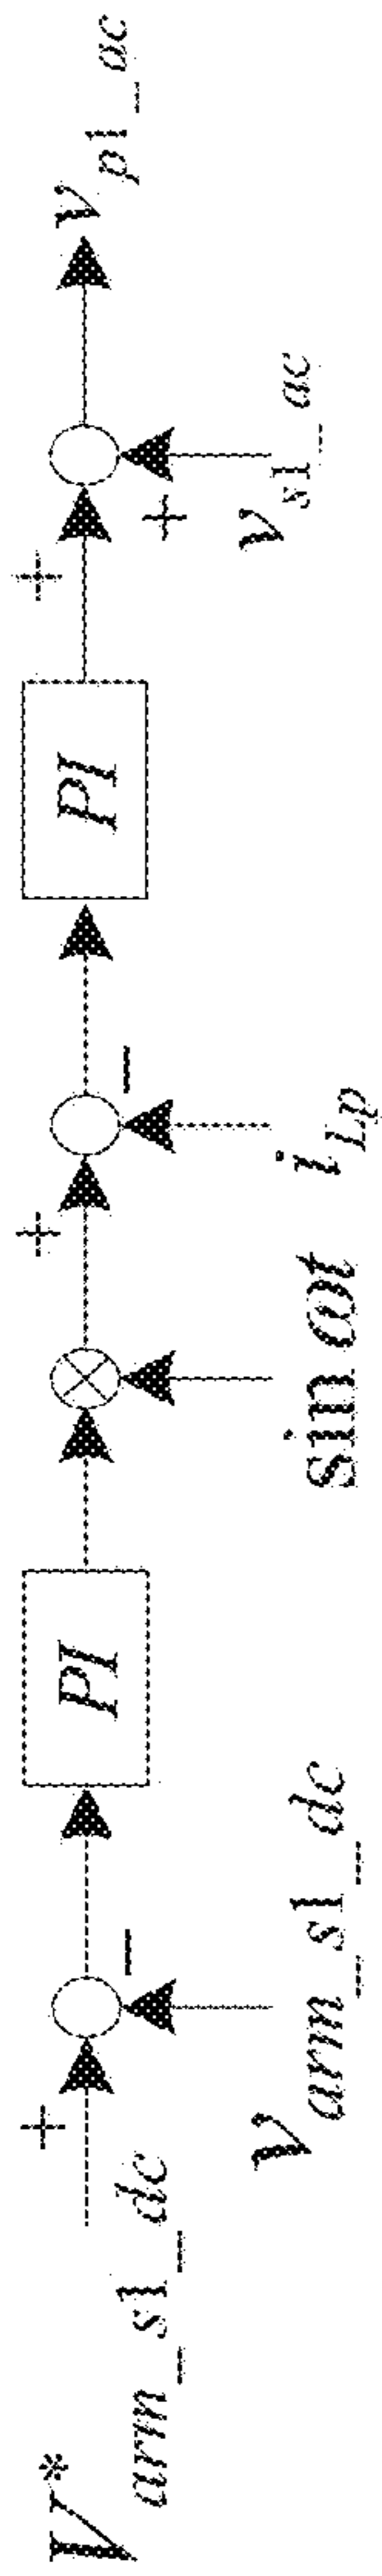 V*arm_s1_dc
+
−
varm_s1_dc
PI
sin ωt
+
−
iLp
PI
+
+
vs1_ac
vp1_ac